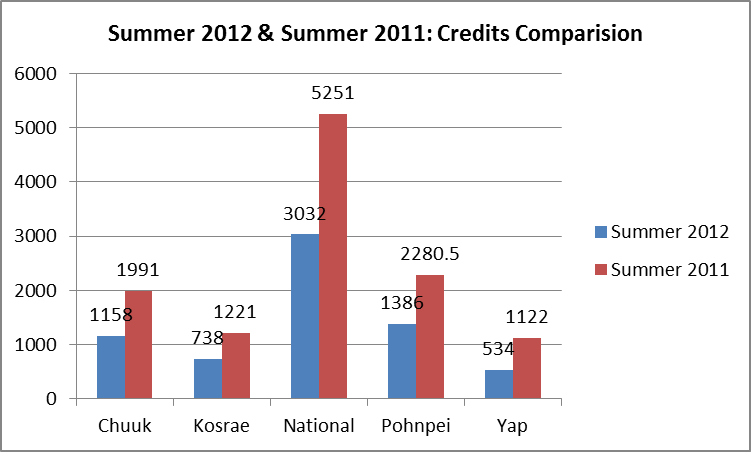 Summer 2012 & Summer 2011: Credits Comparision
6000
5000
4000
3000
2000
1000
0
1158
1991
738
1221
3032
5251
1386
2280.5
534
1122
Chuuk
Kosrae
National
Pohnpei
Yap
Summer 2012
Summer 2011